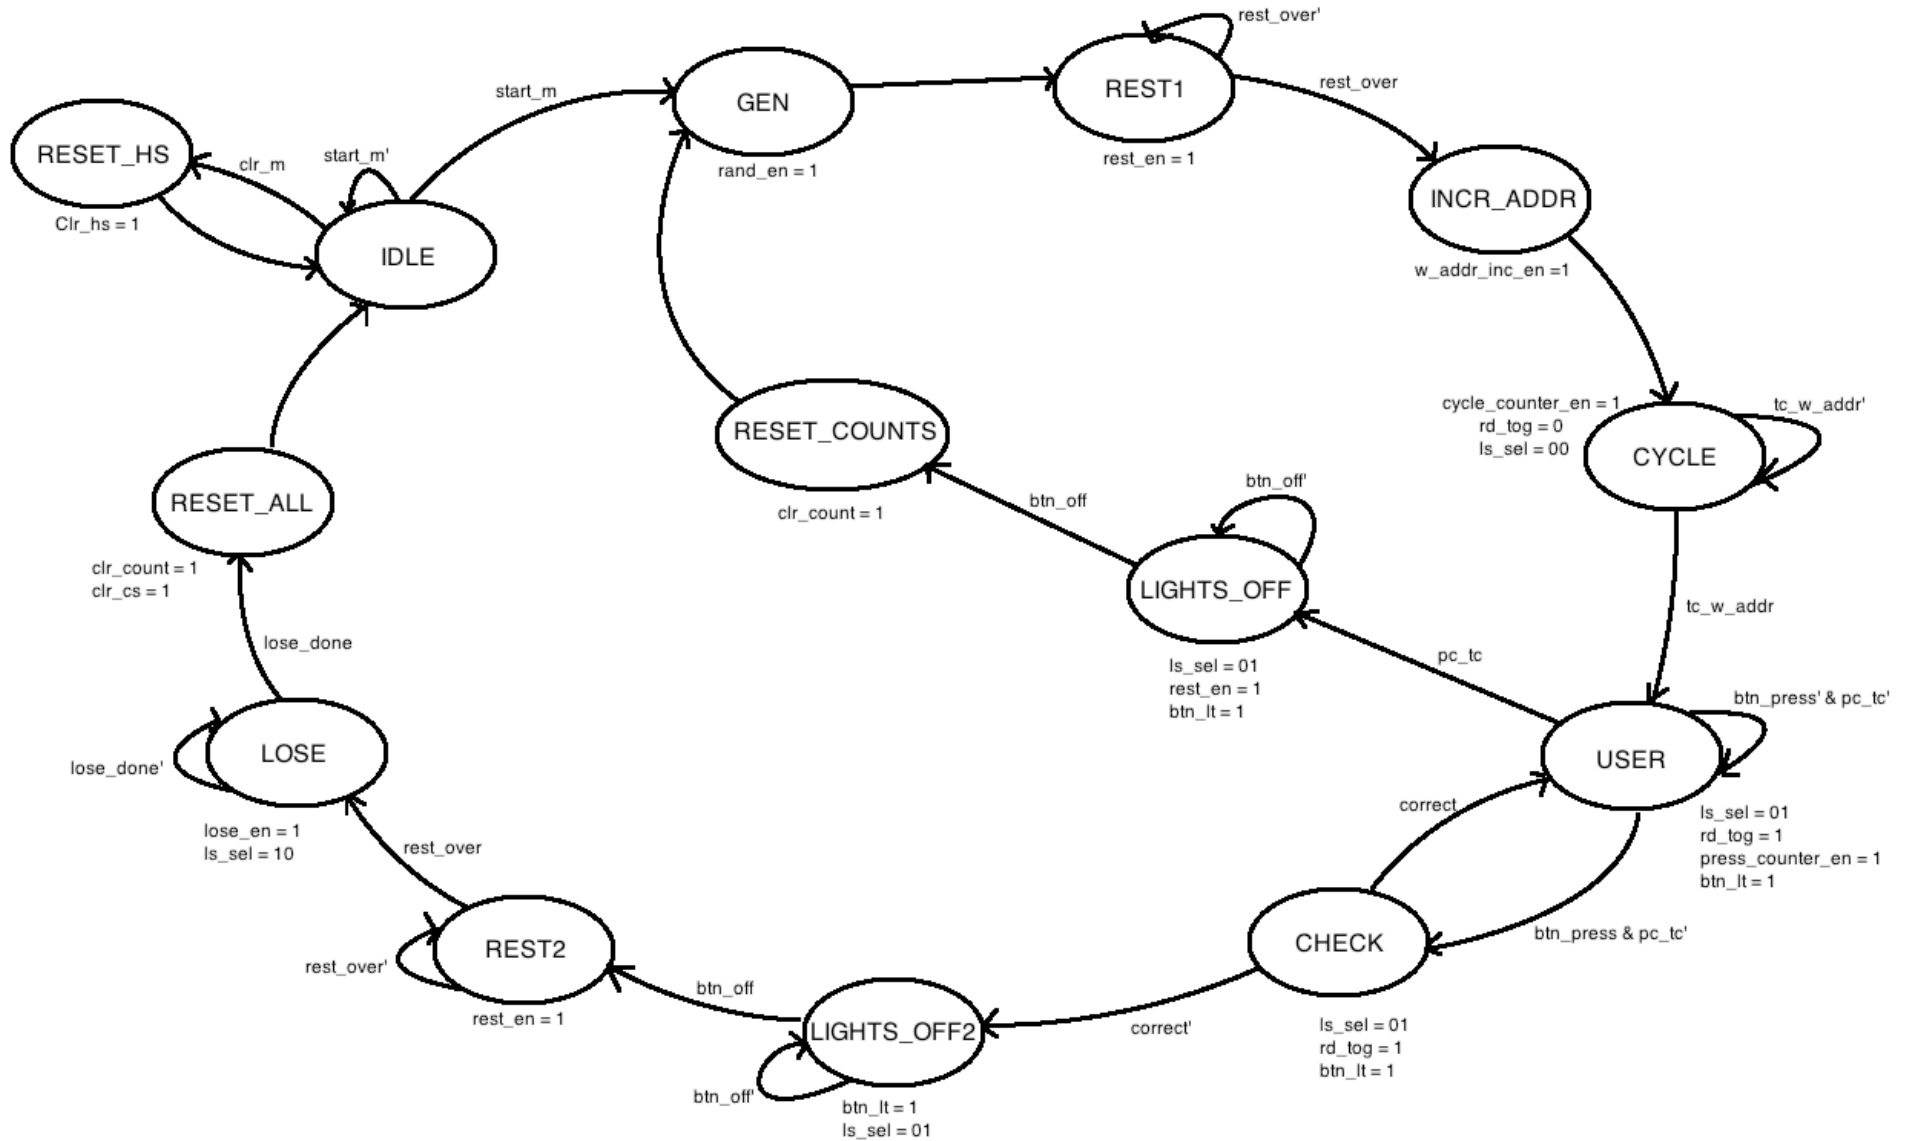 rest_over'
start_m
GEN
REST1
rest_over
RESET_HS
clr_m
start_m'
rand_en = 1
rest_en = 1
INCR_ADDR
Clr_hs = 1
IDLE
w_addr_inc_en =1
cycle_counter_en = 1
rd_tog = 0
ls_sel = 00
tc_w_addr'
CYCLE
RESET_COUNTS
clr_count = 1
RESET_ALL
clr_count = 1
clr_cs = 1
btn_off
btn_off'
LIGHTS_OFF
ls_sel = 01
rest_en = 1
btn_lt = 1
tc_w_addr
pc_tc
btn_press' & pc_tc'
USER
ls_sel = 01
rd_tog = 1
press_counter_en = 1
btn_lt = 1
lose_done
LOSE
lose_done'
lose_en = 1
ls_sel = 10
rest_over
correct
btn_press & pc_tc'
CHECK
ls_sel = 01
rd_tog = 1
btn_lt = 1
REST2
rest_over'
rest_en = 1
btn_off
LIGHTS_OFF2
correct'
btn_off'
btn_lt = 1
ls_sel = 01